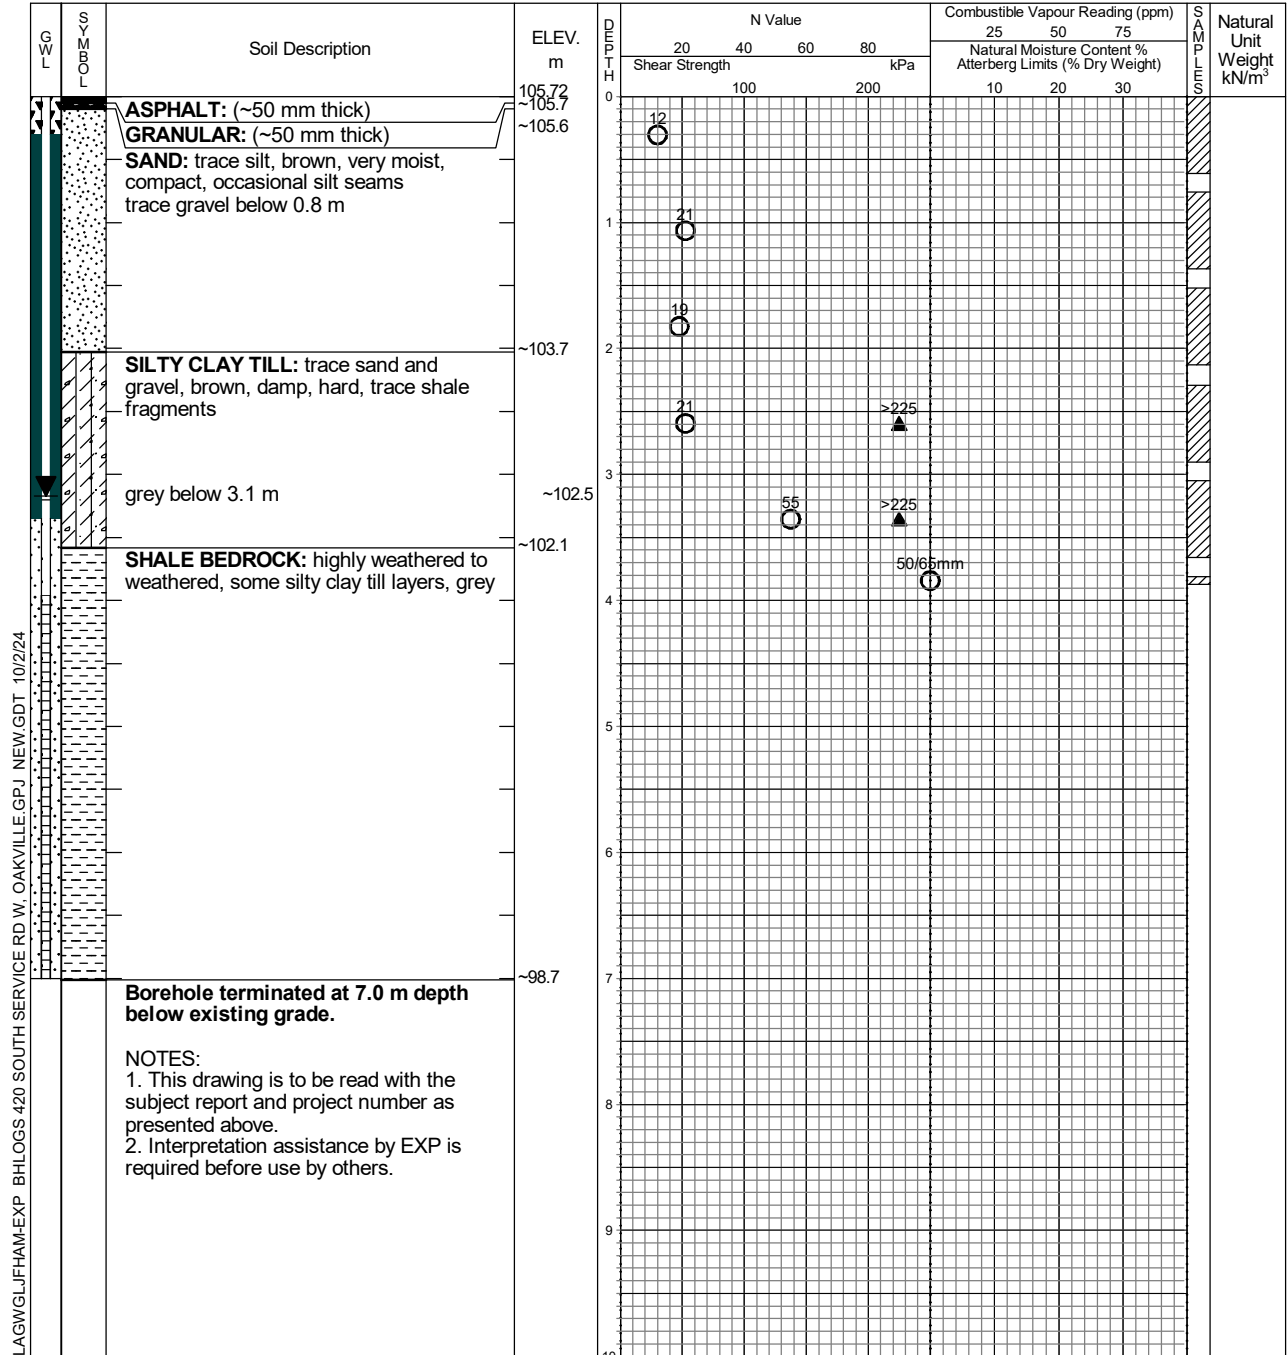 GWL
SYMBOL
Soil Description
ELEV.
m
DEPTH
N Value
20 40 60 80
Shear Strength kPa
100 200
Combustible Vapour Reading (ppm)
25 50 75
Natural Moisture Content %
Atterberg Limits (% Dry Weight)
10 20 30
SAMPLES
Natural
Unit
Weight
kN/m³
105.72
0
ASPHALT: (~50 mm thick)
~105.7
GRANULAR: (~50 mm thick)
~105.6
12
SAND: trace silt, brown, very moist,
compact, occasional silt seams
trace gravel below 0.8 m
21
1
19
~103.7
2
SILTY CLAY TILL: trace sand and
gravel, brown, damp, hard, trace shale
fragments
21
>225
3
grey below 3.1 m
~102.5
55
>225
~102.1
SHALE BEDROCK: highly weathered to
weathered, some silty clay till layers, grey
50/65mm
4
5
6
~98.7
7
Borehole terminated at 7.0 m depth
below existing grade.
NOTES:
1. This drawing is to be read with the
subject report and project number as
presented above.
2. Interpretation assistance by EXP is
required before use by others.
8
9
10
LAGWGLJFHAM-EXP BHLOGS 420 SOUTH SERVICE RD W, OAKVILLE.GPJ NEW.GDT 10/2/24